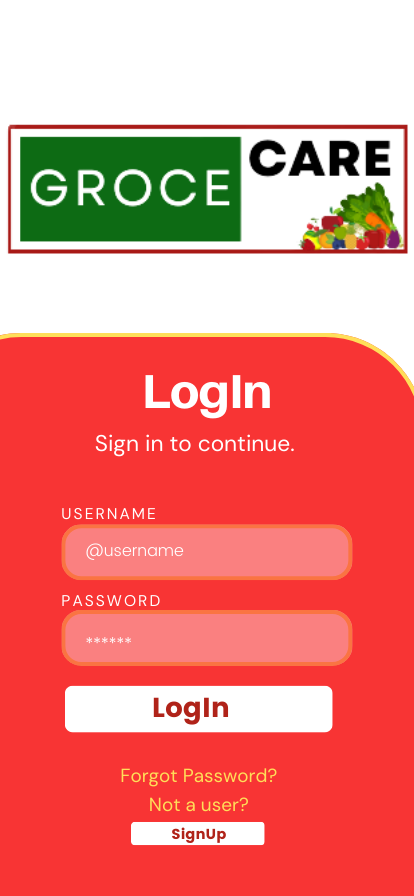 GROCE CARE
LogIn
Sign in to continue.
USERNAME
@username
PASSWORD
******
LogIn
Forgot Password?
Not a user?
SignUp